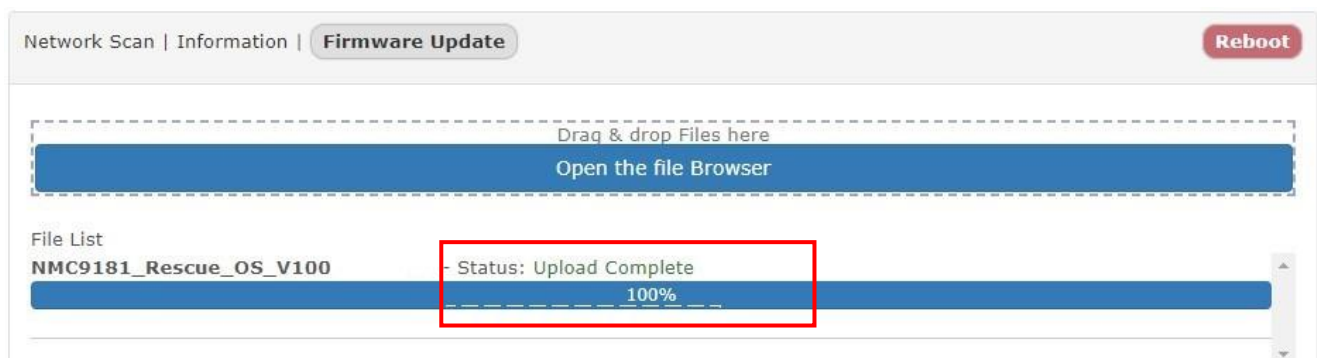 Network Scan | Information | Firmware Update Reboot
Drag & drop Files here
Open the file Browser
File List
NMC9181_Rescue_OS_V100 - Status: Upload Complete
100%